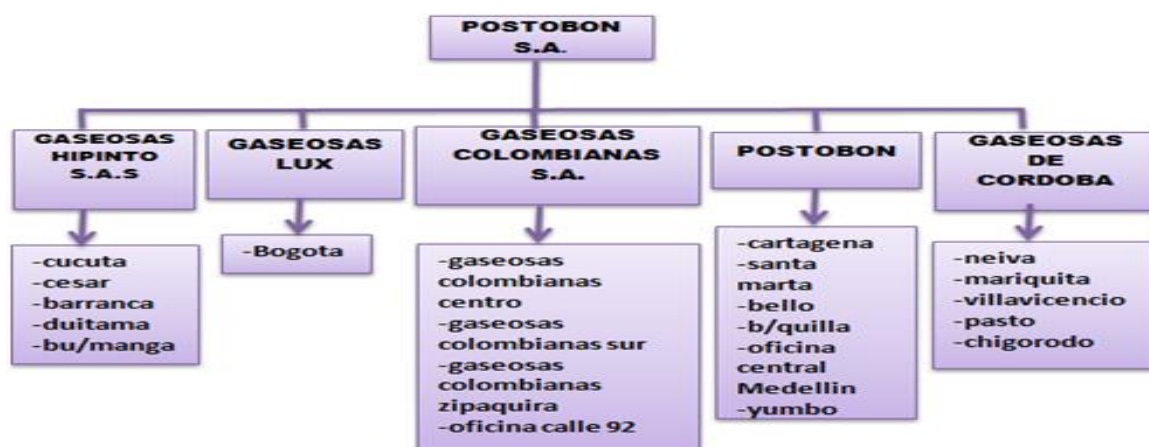 POSTOBON
S.A.
GASEOSAS
HIPINTO
S.A.S
GASEOSAS
LUX
GASEOSAS
COLOMBIANAS
S.A.
POSTOBON
GASEOSAS
DE
CORDOBA
-cucuta
-cesar
-barranca
-duitama
-bu/manga
-Bogota
-gaseosas
colombianas
centro
-gaseosas
colombianas sur
-gaseosas
colombianas
zipaquira
-oficina calle 92
-cartagena
-santa
marta
-bello
-b/quilla
-oficina
central
Medellin
-yumbo
-neiva
-mariquita
-villavicencio
-pasto
-chigorodo